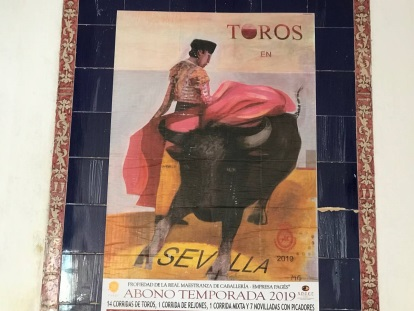 TOROS
EN
2019
SEVILLA
PROPIEDAD DE LA REAL MAESTRANZA DE CABALLERÍA - EMPRESA PAGÉS
ABONO TEMPORADA 2019
14 CORRIDAS DE TOROS, 1 CORRIDA DE REJONES, 1 CORRIDA MIXTA Y 7 NOVILLADAS CON PICADORES